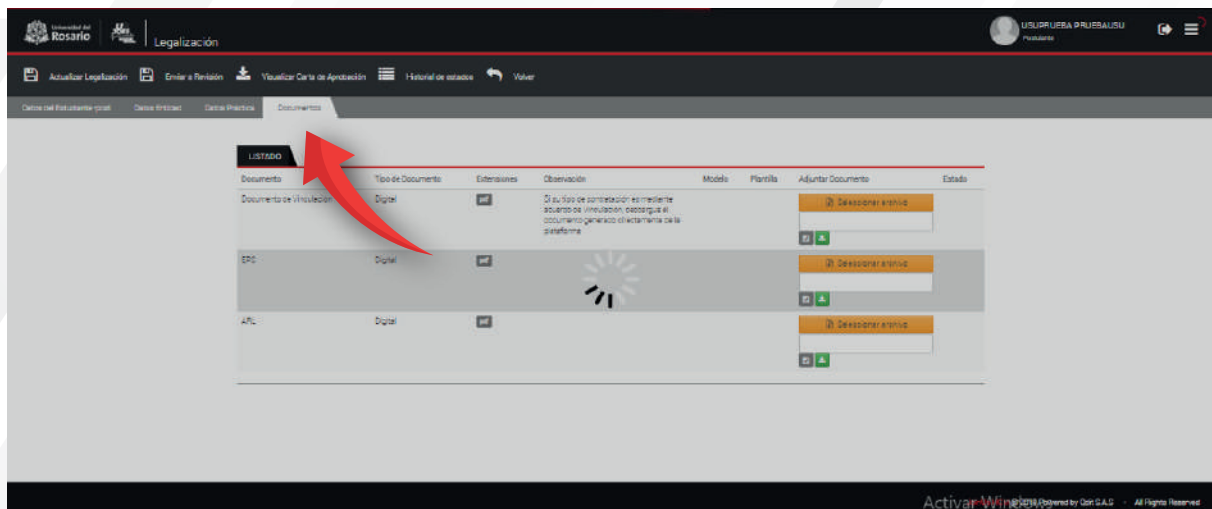 Universidad del
Rosario
Legalización
USUPRUEBA PRUEBAUSU
Postulante
Actualizar Legalización Enviar a Revisión Visualizar Carta de Aprobación Historial de estados Volver
Datos del Estudiante-post Datos Entidad Datos Práctica Documentos
LISTADO
Documento Tipo de Documento Extensiones Observación Modelo Plantilla Adjuntar Documento Estado
Documento de Vinculación Digital pdf Si su tipo de contratación es mediante
acuerdo de vinculación, descargue el
documento generado directamente de la
plataforma
Seleccionar archivo
EPS Digital pdf Seleccionar archivo
ARL Digital pdf Seleccionar archivo
Activar Windows
Powered by S.A.S - All Rights Reserved